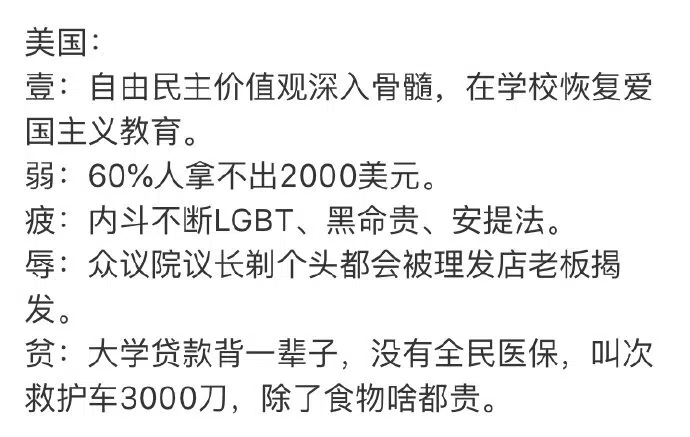 美国：
壹：自由民主价值观深入骨髓，在学校恢复爱
国主义教育。
弱：60%人拿不出2000美元。
疲：内斗不断LGBT、黑命贵、安提法。
辱：众议院议长剃个头都会被理发店老板揭
发。
贫：大学贷款背一辈子，没有全民医保，叫次
救护车3000刀，除了食物啥都贵。